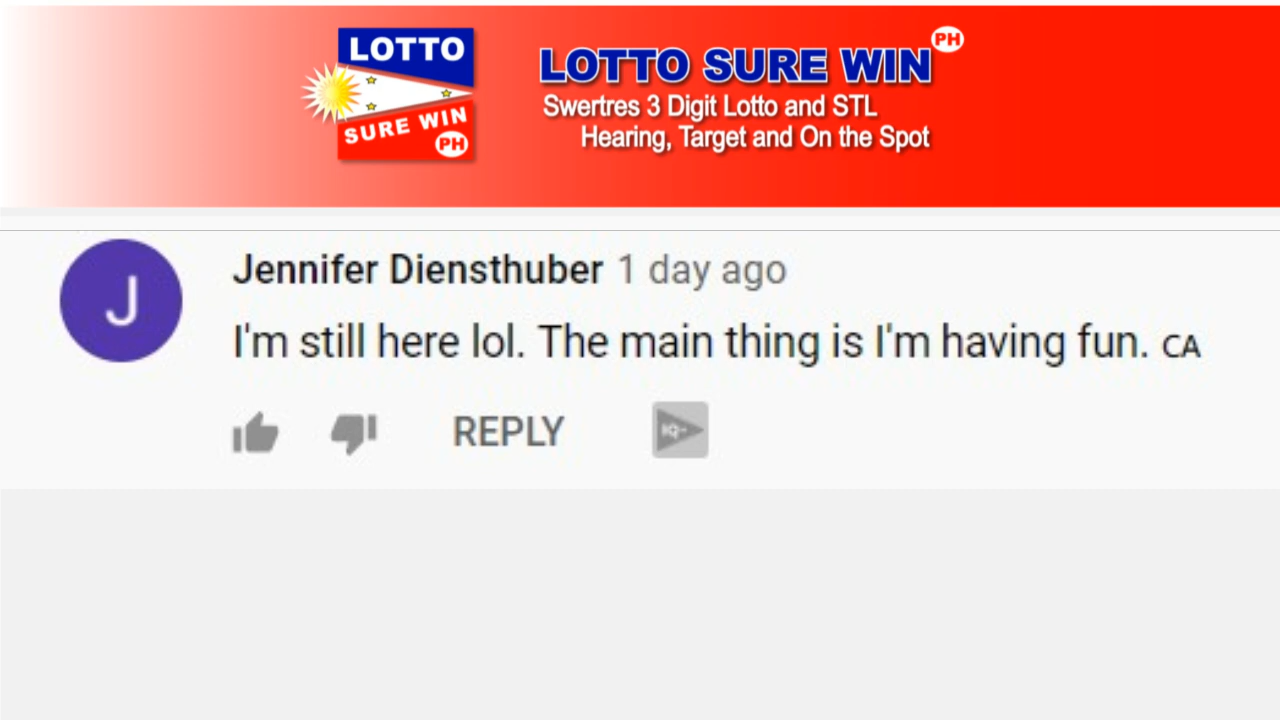 LOTTO
SURE WIN
PH
LOTTO SURE WIN PH
Swertres 3 Digit Lotto and STL
Hearing, Target and On the Spot
J
Jennifer Diensthuber 1 day ago
I'm still here lol. The main thing is I'm having fun. CA
REPLY